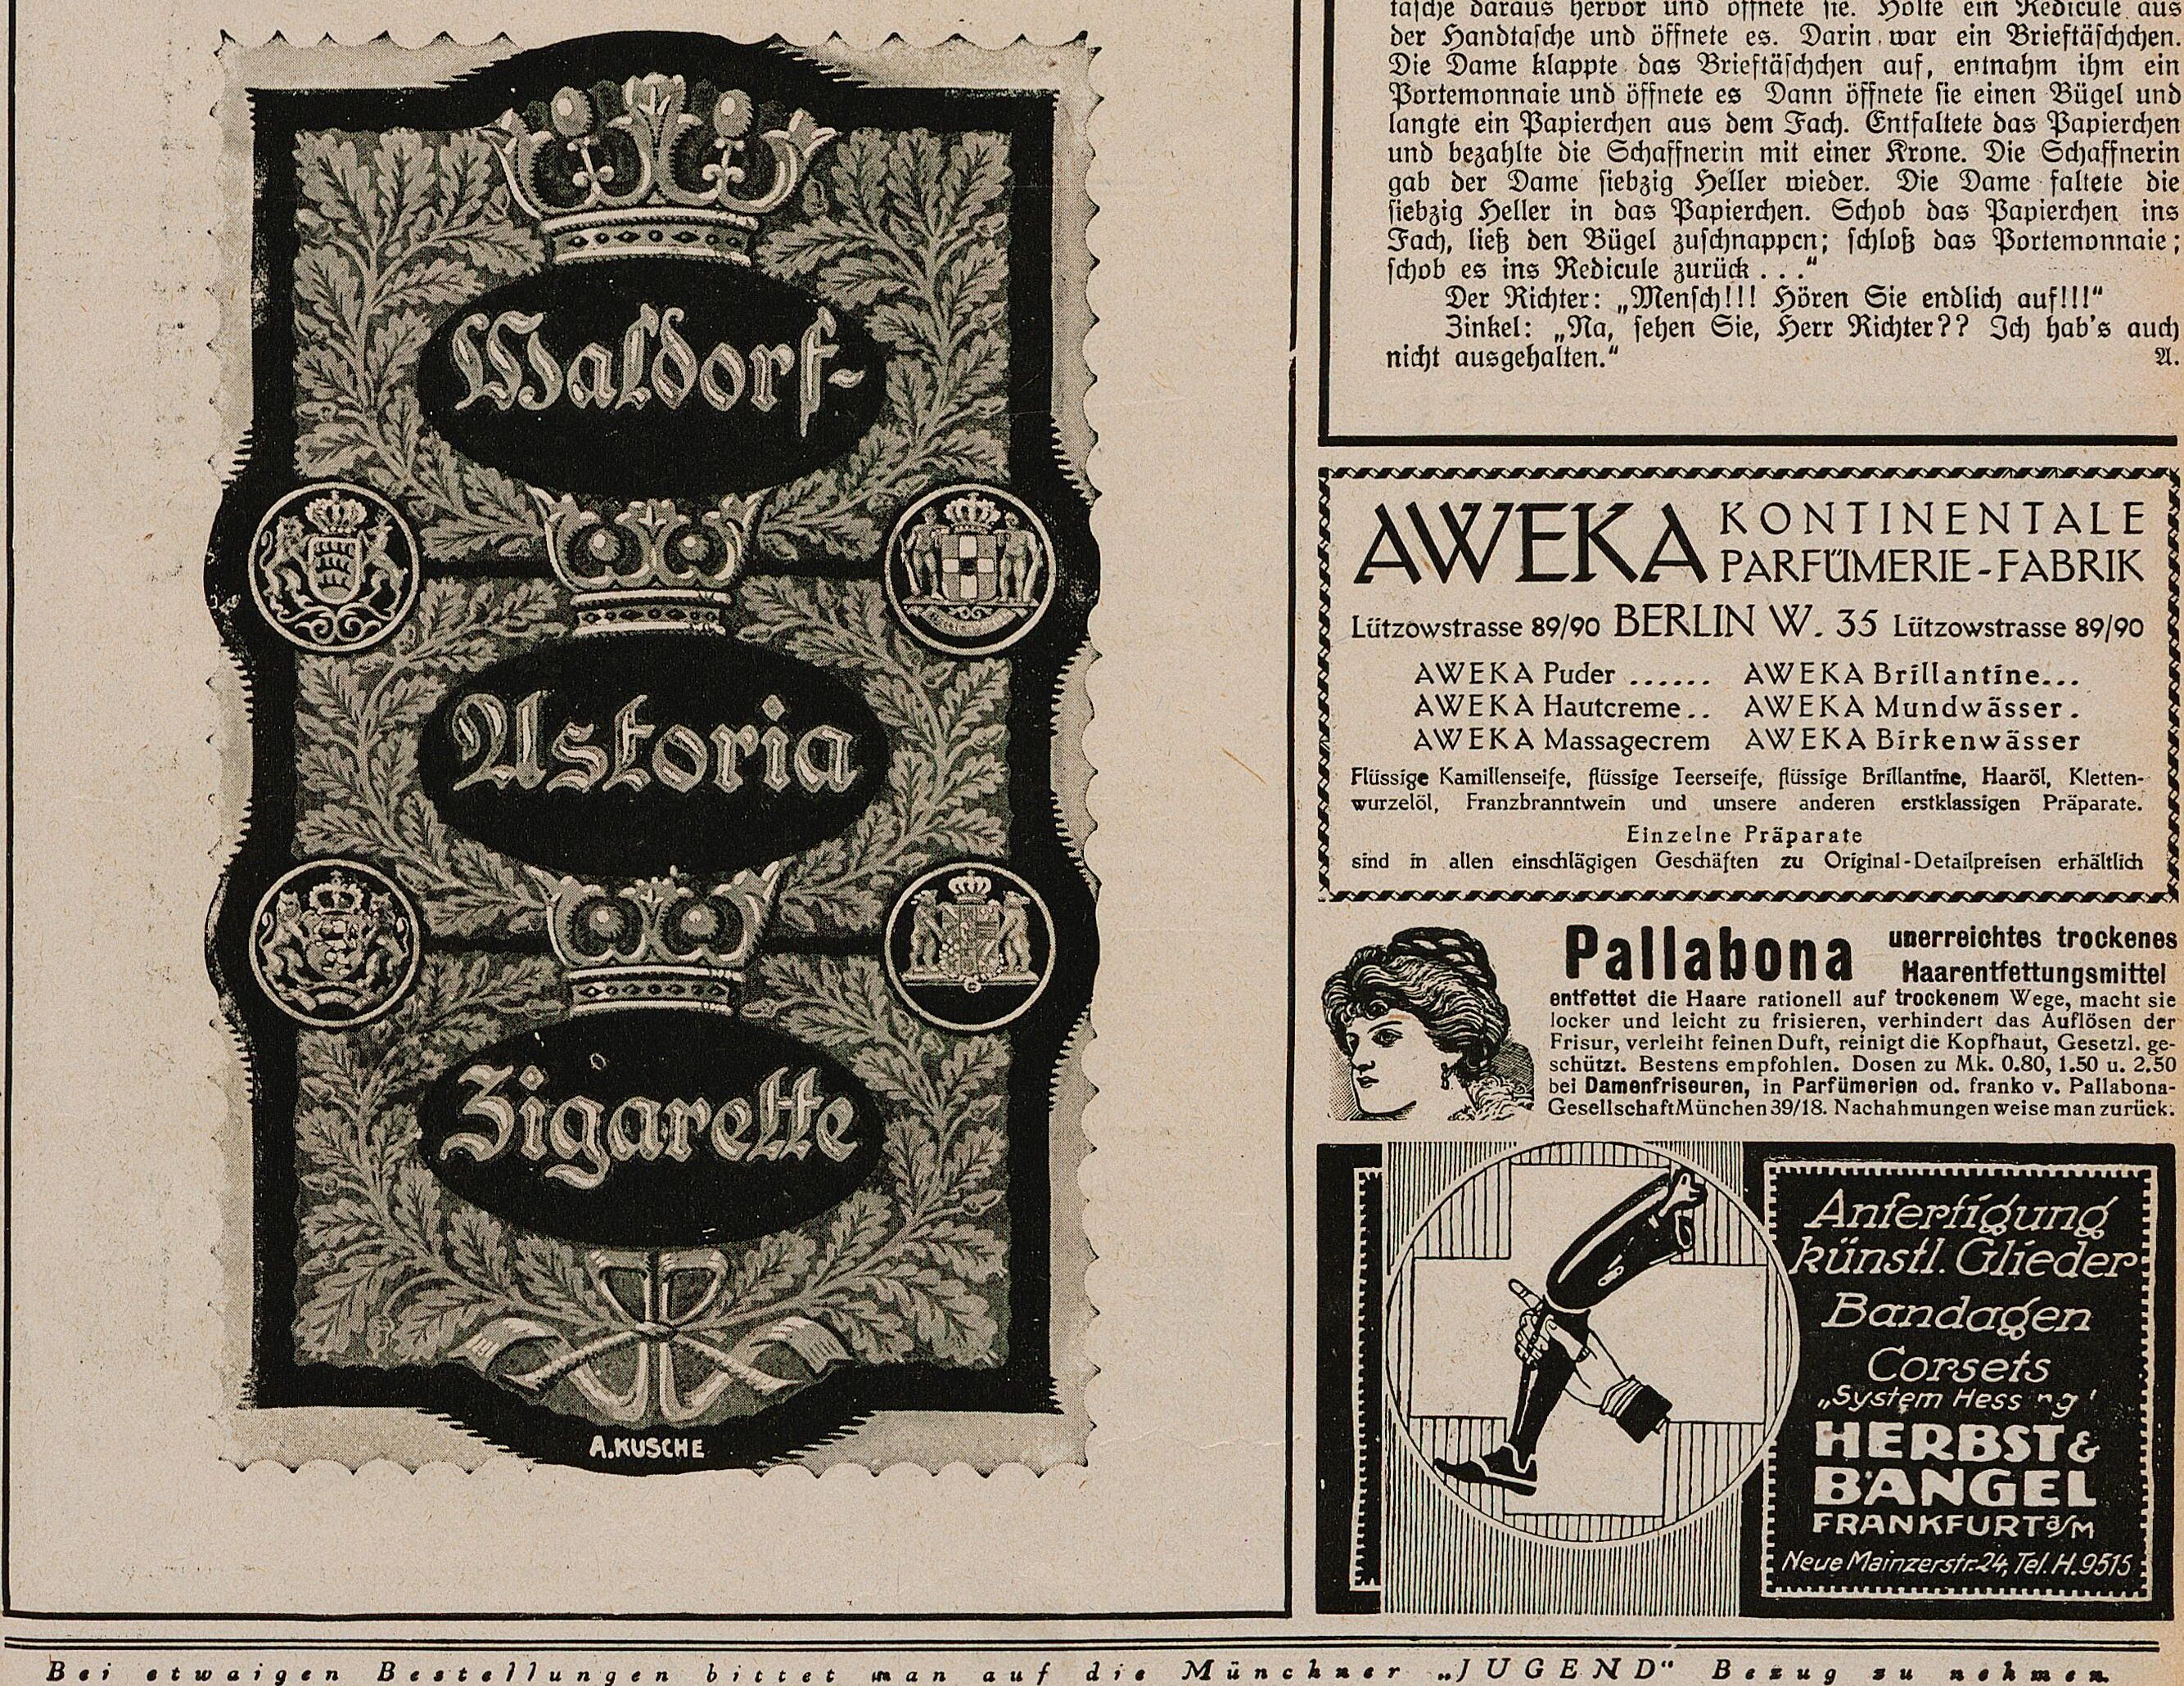 Waldorf-
Astoria
Zigarette
A. KUSCHE
tasche daraus hervor und öffnete sie. Holte ein Redicule aus
der Handtasche und öffnete es. Darin war ein Brieftäschchen.
Die Dame klappte das Brieftäschchen auf, entnahm ihm ein
Portemonnaie und öffnete es Dann öffnete sie einen Bügel und
langte ein Papierchen aus dem Fach. Entfaltete das Papierchen
und bezahlte die Schaffnerin mit einer Krone. Die Schaffnerin
gab der Dame siebzig Heller wieder. Die Dame faltete die
siebzig Heller in das Papierchen. Schob das Papierchen ins
Fach, ließ den Bügel zuschnappen; schloß das Portemonnaie;
schob es ins Redicule zurück . . .“
Der Richter: „Mensch!!! Hören Sie endlich auf!!!“
Zinkel: „Na, sehen Sie, Herr Richter?? Ich hab's auch
nicht ausgehalten.“ A.
AWEKA KONTINENTALE
PARFÜMERIE-FABRIK
Lützowstrasse 89/90 BERLIN W. 35 Lützowstrasse 89/90
AWEKA Puder ...... AWEKA Brillantine...
AWEKA Hautcreme.. AWEKA Mundwässer.
AWEKA Massagecrem AWEKA Birkenwässer
Flüssige Kamillenseife, flüssige Teerseife, flüssige Brillantine, Haaröl, Kletten-
wurzelöl, Franzbranntwein und unsere anderen erstklassigen Präparate.
Einzelne Präparate
sind in allen einschlägigen Geschäften zu Original-Detailpreisen erhältlich
Pallabona unerreichtes trockenes
Haarentfettungsmittel
entfettet die Haare rationell auf trockenem Wege, macht sie
locker und leicht zu frisieren, verhindert das Auflösen der
Frisur, verleiht feinen Duft, reinigt die Kopfhaut, Gesetzl. ge-
schützt. Bestens empfohlen. Dosen zu Mk. 0.80, 1.50 u. 2.50
bei Damenfriseuren, in Parfümerien od. franko v. Pallabona-
Gesellschaft München 39/18. Nachahmungen weise man zurück.
Anfertigung
künstl. Glieder
Bandagen
Corsets
„System Hess ng'
HERBST &
BÄNGEL
FRANKFURT a/M
Neue Mainzerstr. 24, Tel. H. 9515
Bei etwaigen Bestellungen bittet man auf die Münchner „JUGEND“ Bezug zu nehmen.